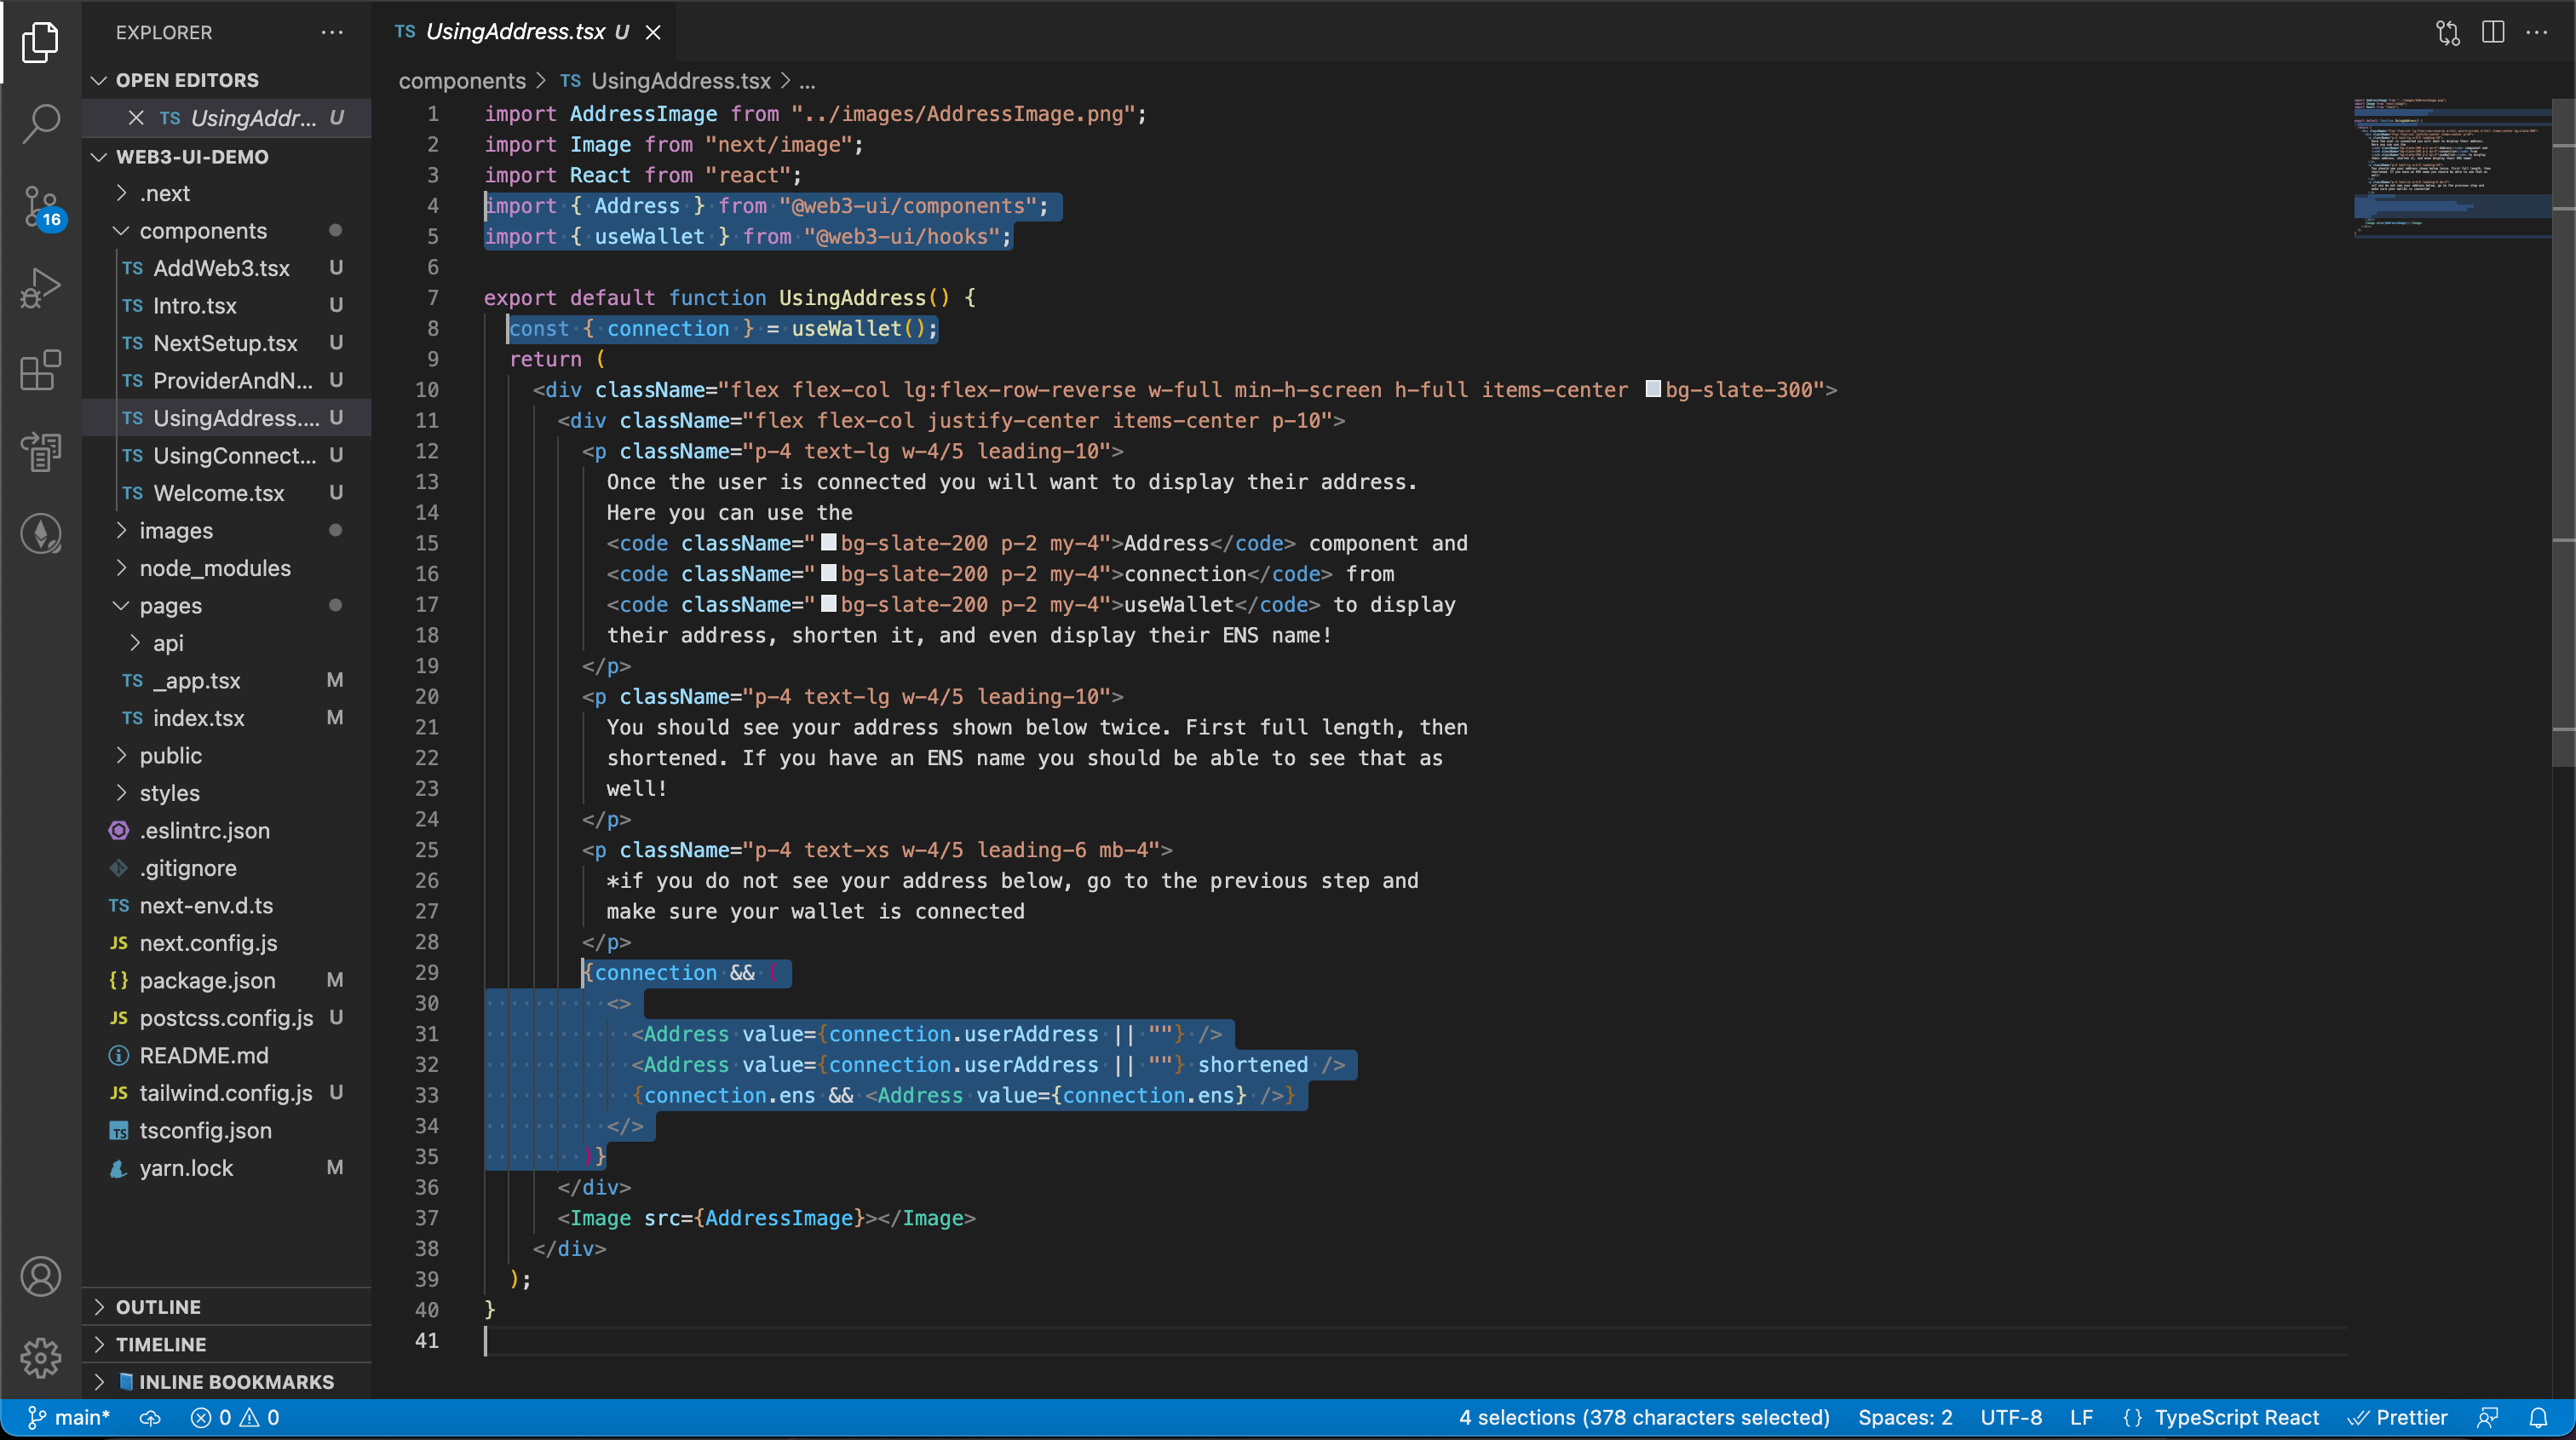 EXPLORER
OPEN EDITORS
TS UsingAddr... U
WEB3-UI-DEMO
.next
components
TS AddWeb3.tsx U
TS Intro.tsx U
TS NextSetup.tsx U
TS ProviderAndN... U
TS UsingAddress.... U
TS UsingConnect... U
TS Welcome.tsx U
images
node_modules
pages
api
TS _app.tsx M
TS index.tsx M
public
styles
.eslintrc.json
.gitignore
TS next-env.d.ts
JS next.config.js
{} package.json M
JS postcss.config.js U
README.md
JS tailwind.config.js U
TS tsconfig.json
yarn.lock M
OUTLINE
TIMELINE
INLINE BOOKMARKS
16
TS UsingAddress.tsx U
components > TS UsingAddress.tsx > ...
1 import AddressImage from "../images/AddressImage.png";
2 import Image from "next/image";
3 import React from "react";
4 import { Address } from "@web3-ui/components";
5 import { useWallet } from "@web3-ui/hooks";
6
7 export default function UsingAddress() {
8 const { connection } = useWallet();
9 return (
10 <div className="flex flex-col lg:flex-row-reverse w-full min-h-screen h-full items-center bg-slate-300">
11 <div className="flex flex-col justify-center items-center p-10">
12 <p className="p-4 text-lg w-4/5 leading-10">
13 Once the user is connected you will want to display their address.
14 Here you can use the
15 <code className="bg-slate-200 p-2 my-4">Address</code> component and
16 <code className="bg-slate-200 p-2 my-4">connection</code> from
17 <code className="bg-slate-200 p-2 my-4">useWallet</code> to display
18 their address, shorten it, and even display their ENS name!
19 </p>
20 <p className="p-4 text-lg w-4/5 leading-10">
21 You should see your address shown below twice. First full length, then
22 shortened. If you have an ENS name you should be able to see that as
23 well!
24 </p>
25 <p className="p-4 text-xs w-4/5 leading-6 mb-4">
26 *if you do not see your address below, go to the previous step and
27 make sure your wallet is connected
28 </p>
29 {connection && (
30 <>
31 <Address value={connection.userAddress || ""} />
32 <Address value={connection.userAddress || ""} shortened />
33 {connection.ens && <Address value={connection.ens} />}
34 </>
35 )}
36 </div>
37 <Image src={AddressImage}></Image>
38 </div>
39 );
40 }
41
main* 0 0 4 selections (378 characters selected) Spaces: 2 UTF-8 LF {} TypeScript React Prettier